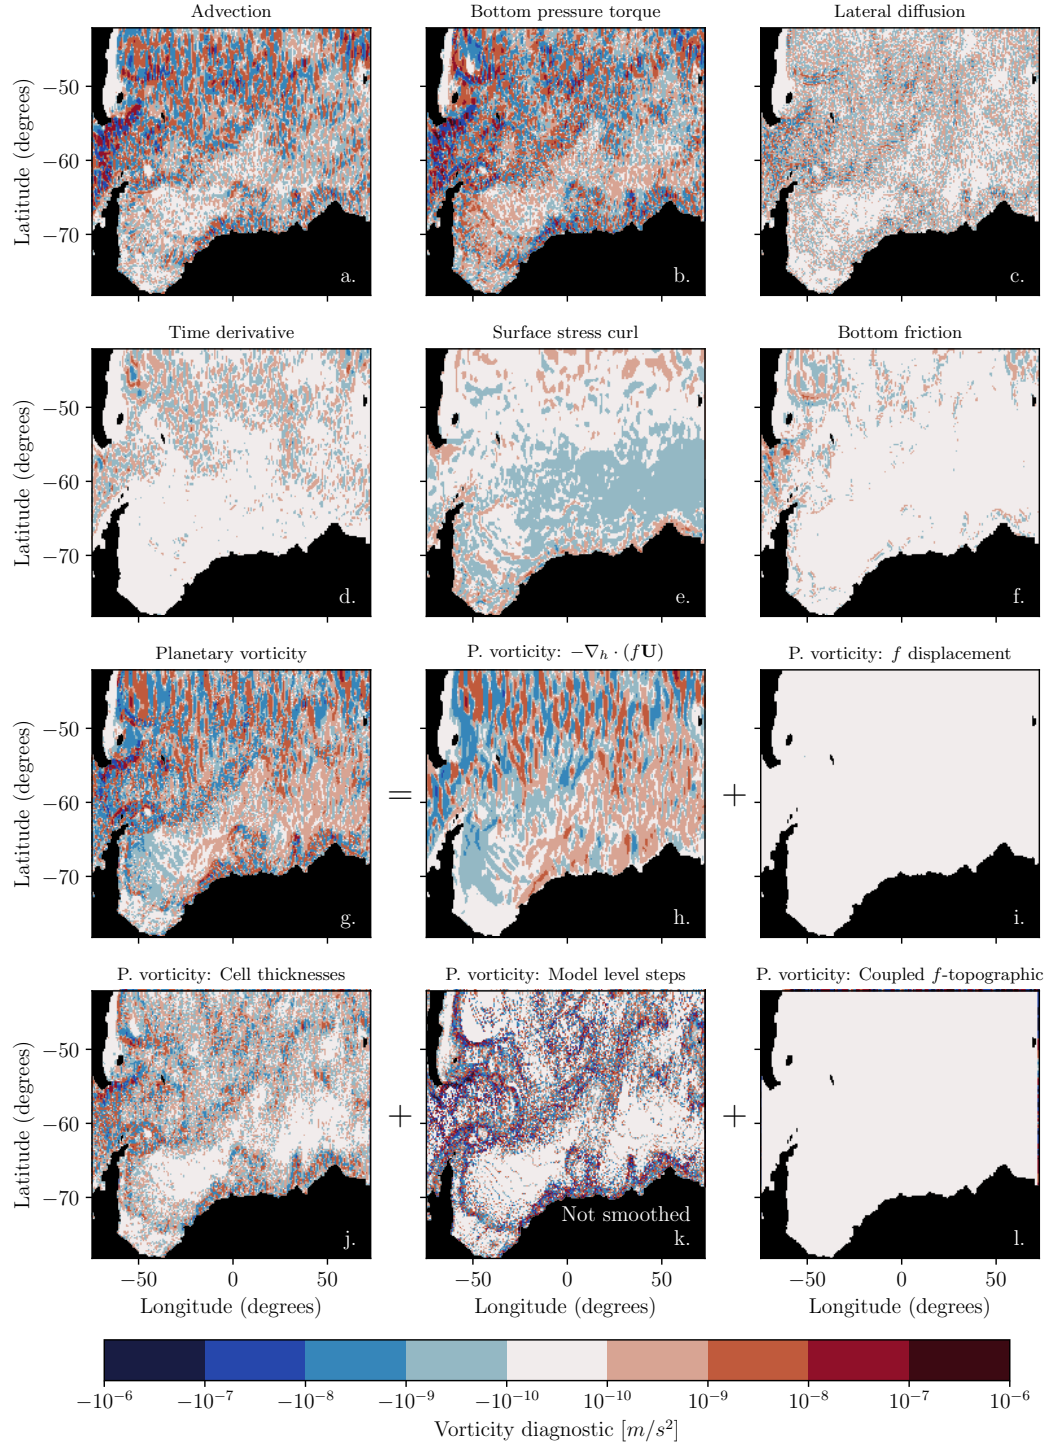 Advection
Bottom pressure torque
Lateral diffusion
Latitude (degrees)
−50
−60
−70
a.
b.
c.
Time derivative
Surface stress curl
Bottom friction
Latitude (degrees)
−50
−60
−70
d.
e.
f.
Planetary vorticity
P. vorticity: −∇h · (fU)
P. vorticity: f displacement
Latitude (degrees)
−50
−60
−70
=
+
g.
h.
i.
P. vorticity: Cell thicknesses
P. vorticity: Model level steps
P. vorticity: Coupled f-topographic
Latitude (degrees)
−50
−60
−70
+
+
Not smoothed
j.
k.
l.
−50 0 50
−50 0 50
−50 0 50
Longitude (degrees)
Longitude (degrees)
Longitude (degrees)
−10⁻⁶ −10⁻⁷ −10⁻⁸ −10⁻⁹ −10⁻¹⁰ 10⁻¹⁰ 10⁻⁹ 10⁻⁸ 10⁻⁷ 10⁻⁶
Vorticity diagnostic [m/s²]